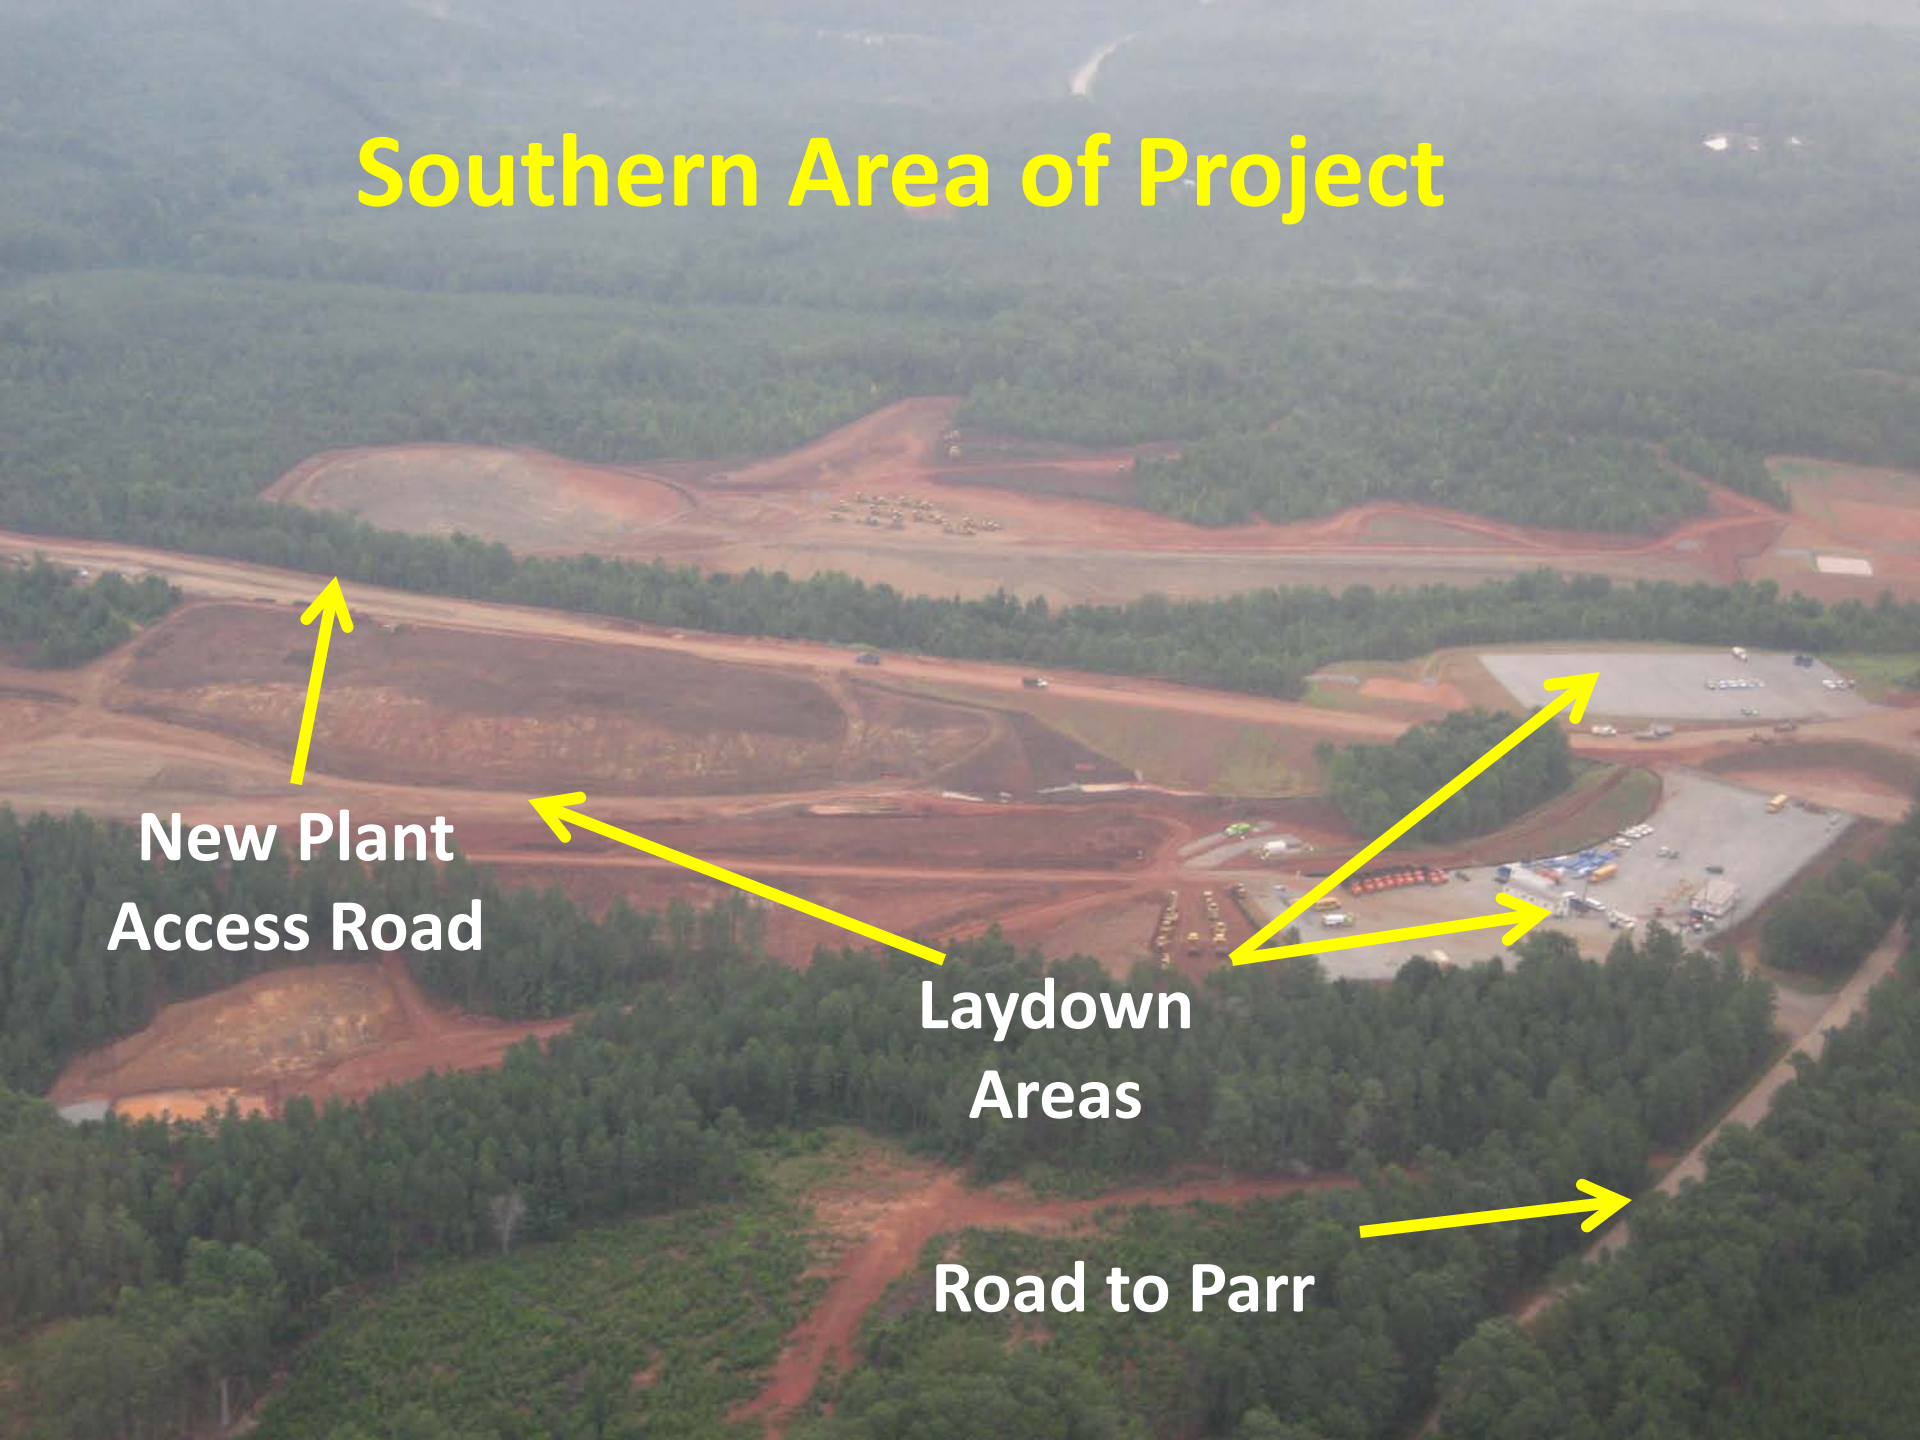 Southern Area of Project
New Plant
Access Road
Laydown
Areas
Road to Parr